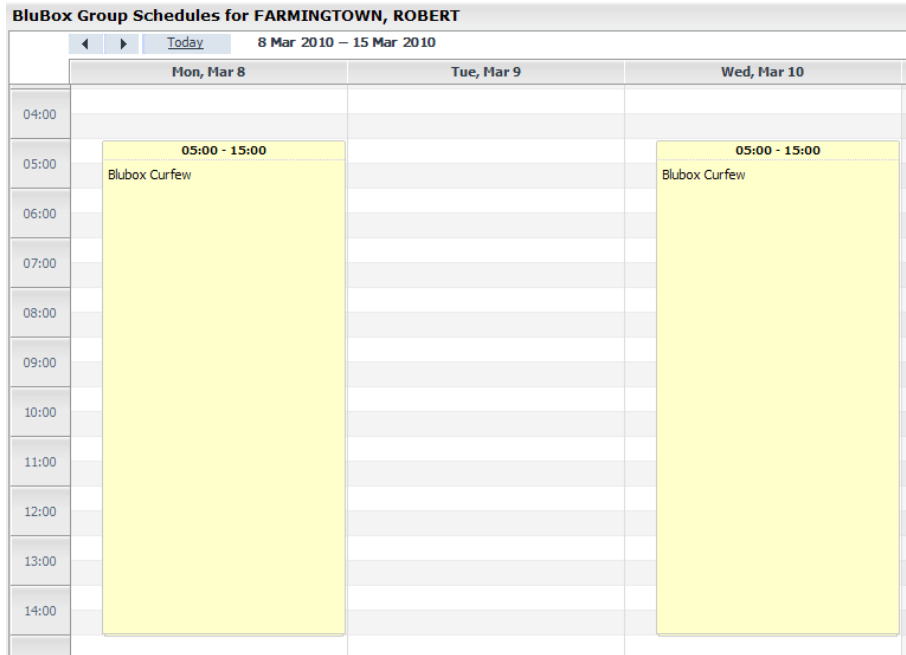 BluBox Group Schedules for FARMINGTOWN, ROBERT
Today 8 Mar 2010 – 15 Mar 2010
Mon, Mar 8 Tue, Mar 9 Wed, Mar 10
04:00
05:00 - 15:00 05:00 - 15:00
05:00
Blubox Curfew Blubox Curfew
06:00
07:00
08:00
09:00
10:00
11:00
12:00
13:00
14:00